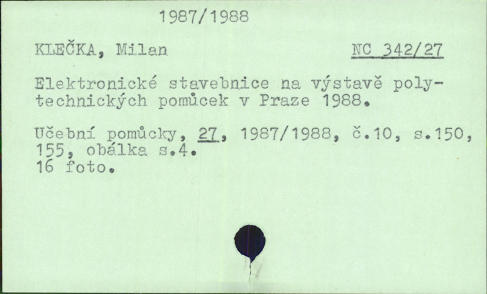 1987/1988
KLEČKA, Milan NC 342/27
Elektronické stavebnice na výstavě poly-
technických pomůcek v Praze 1988.
Učební pomůcky, 27, 1987/1988, č.10, s.150,
155, obálka s.4.
16 foto.